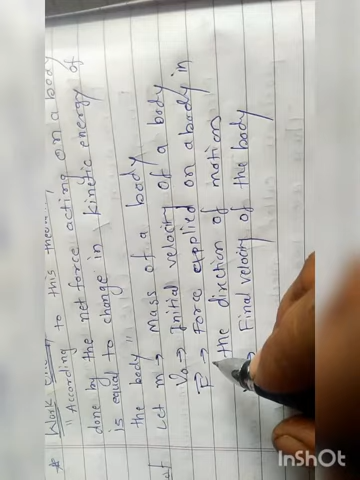 * Work
"According to this acting on a body
done by the net force
is equal to change in kinetic energy of
the body"
Let m → Mass of a body
V₀ → Initial velocity of a body
F → Force applied on a body in
the direction of motion
→ Final velocity of the body
InShOt